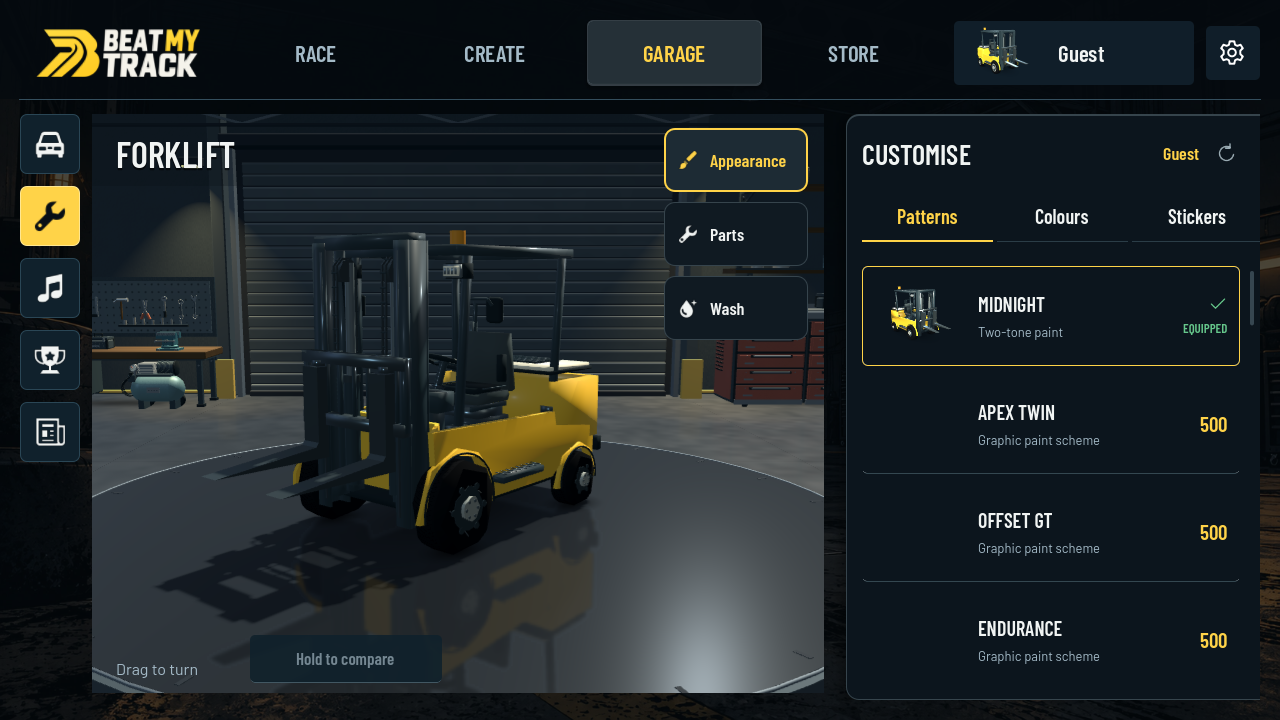 BEATMY
TRACK
RACE
CREATE
GARAGE
STORE
Guest
FORKLIFT
Appearance
Parts
Wash
Drag to turn
Hold to compare
CUSTOMISE
Guest
Patterns
Colours
Stickers
MIDNIGHT
Two-tone paint
EQUIPPED
APEX TWIN
Graphic paint scheme
500
OFFSET GT
Graphic paint scheme
500
ENDURANCE
Graphic paint scheme
500